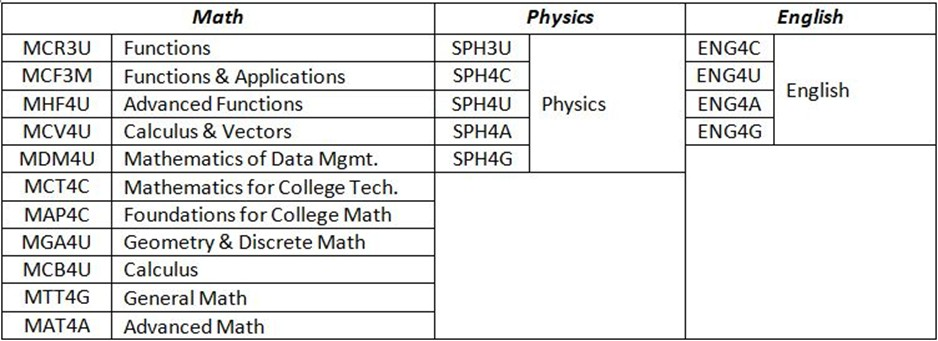 Math Physics English
MCR3U Functions SPH3U ENG4C
MCF3M Functions & Applications SPH4C ENG4U
English
MHF4U Advanced Functions SPH4U Physics ENG4A
MCV4U Calculus & Vectors SPH4A ENG4G
MDM4U Mathematics of Data Mgmt. SPH4G
MCT4C Mathematics for College Tech.
MAP4C Foundations for College Math
MGA4U Geometry & Discrete Math
MCB4U Calculus
MTT4G General Math
MAT4A Advanced Math